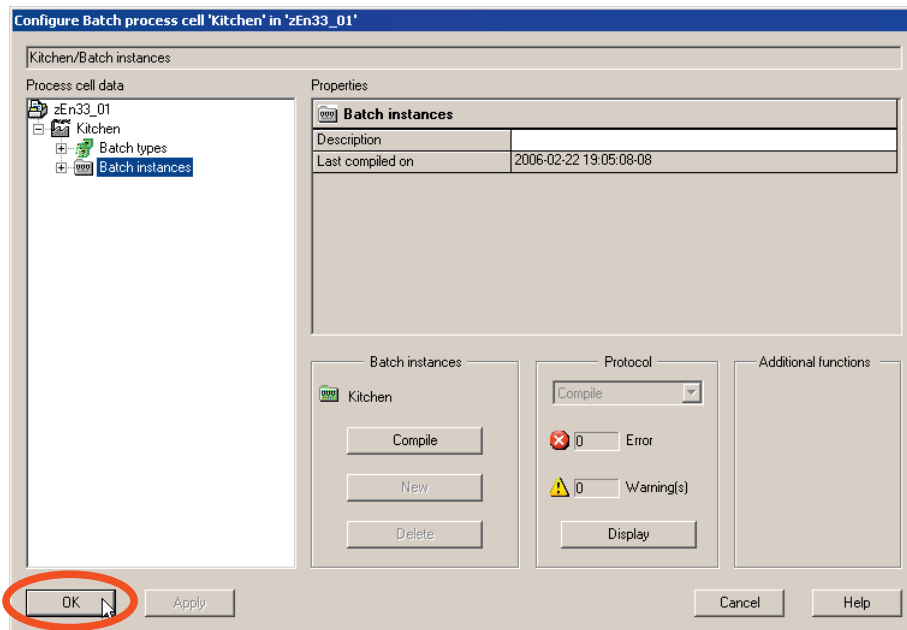 Configure Batch process cell 'Kitchen' in 'zEn33_01'
Kitchen/Batch instances
Process cell data
zEn33_01
Kitchen
Batch types
Batch instances
Properties
Batch instances
Description
Last compiled on 2006-02-22 19:05:08-08
Batch instances
Kitchen
Compile
New
Delete
Protocol
Compile
0 Error
0 Warning(s)
Display
Additional functions
OK
Apply
Cancel
Help